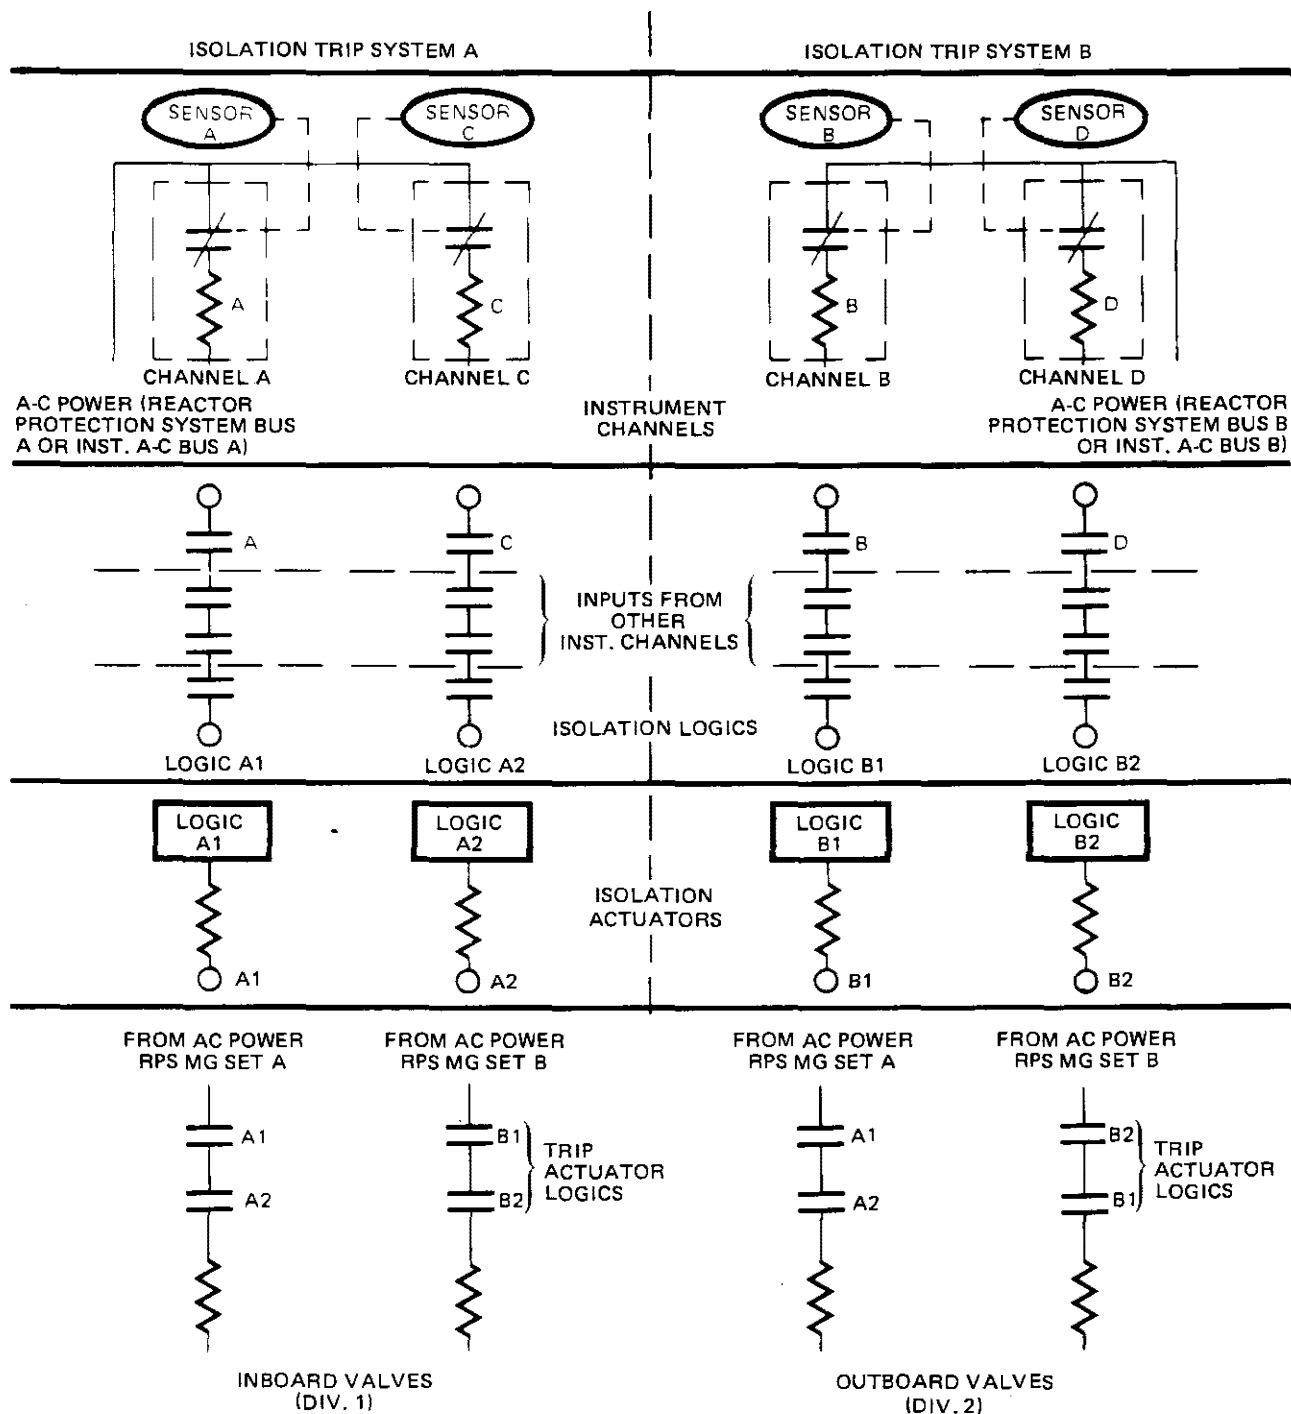 ISOLATION TRIP SYSTEM A
ISOLATION TRIP SYSTEM B
SENSOR
A
SENSOR
C
SENSOR
B
SENSOR
D
A
C
B
D
CHANNEL A
CHANNEL C
CHANNEL B
CHANNEL D
A-C POWER (REACTOR
PROTECTION SYSTEM BUS
A OR INST. A-C BUS A)
INSTRUMENT
CHANNELS
A-C POWER (REACTOR
PROTECTION SYSTEM BUS B
OR INST. A-C BUS B)
A
C
B
D
INPUTS FROM
OTHER
INST. CHANNELS
ISOLATION LOGICS
LOGIC A1
LOGIC A2
LOGIC B1
LOGIC B2
LOGIC
A1
LOGIC
A2
LOGIC
B1
LOGIC
B2
ISOLATION
ACTUATORS
A1
A2
B1
B2
FROM AC POWER
RPS MG SET A
FROM AC POWER
RPS MG SET B
FROM AC POWER
RPS MG SET A
FROM AC POWER
RPS MG SET B
A1
A2
B1
B2
TRIP
ACTUATOR
LOGICS
A1
A2
B2
B1
TRIP
ACTUATOR
LOGICS
INBOARD VALVES
(DIV. 1)
OUTBOARD VALVES
(DIV. 2)